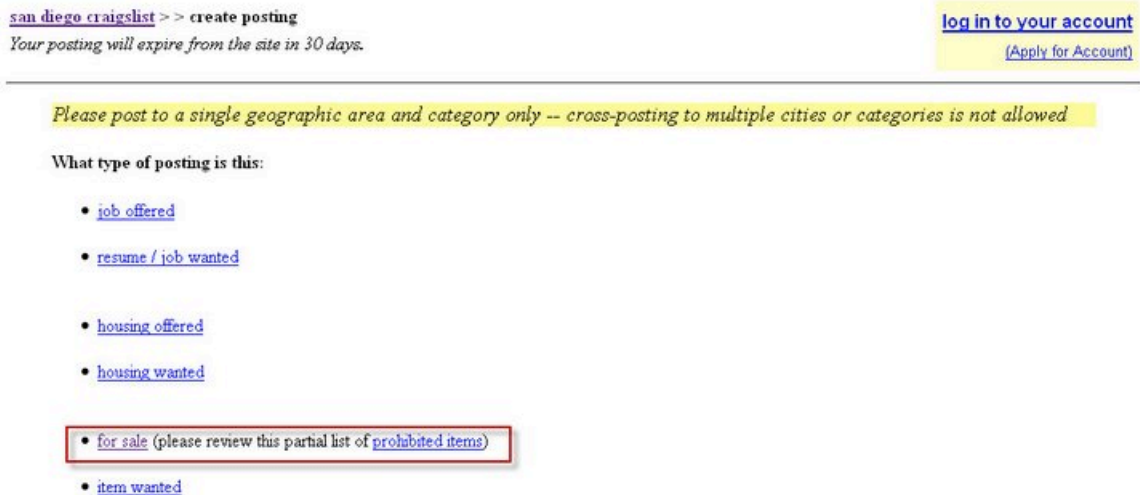 san diego craigslist > > create posting
log in to your account
Your posting will expire from the site in 30 days.
(Apply for Account)
Please post to a single geographic area and category only -- cross-posting to multiple cities or categories is not allowed
What type of posting is this:
• job offered
• resume / job wanted
• housing offered
• housing wanted
• for sale (please review this partial list of prohibited items)
• item wanted